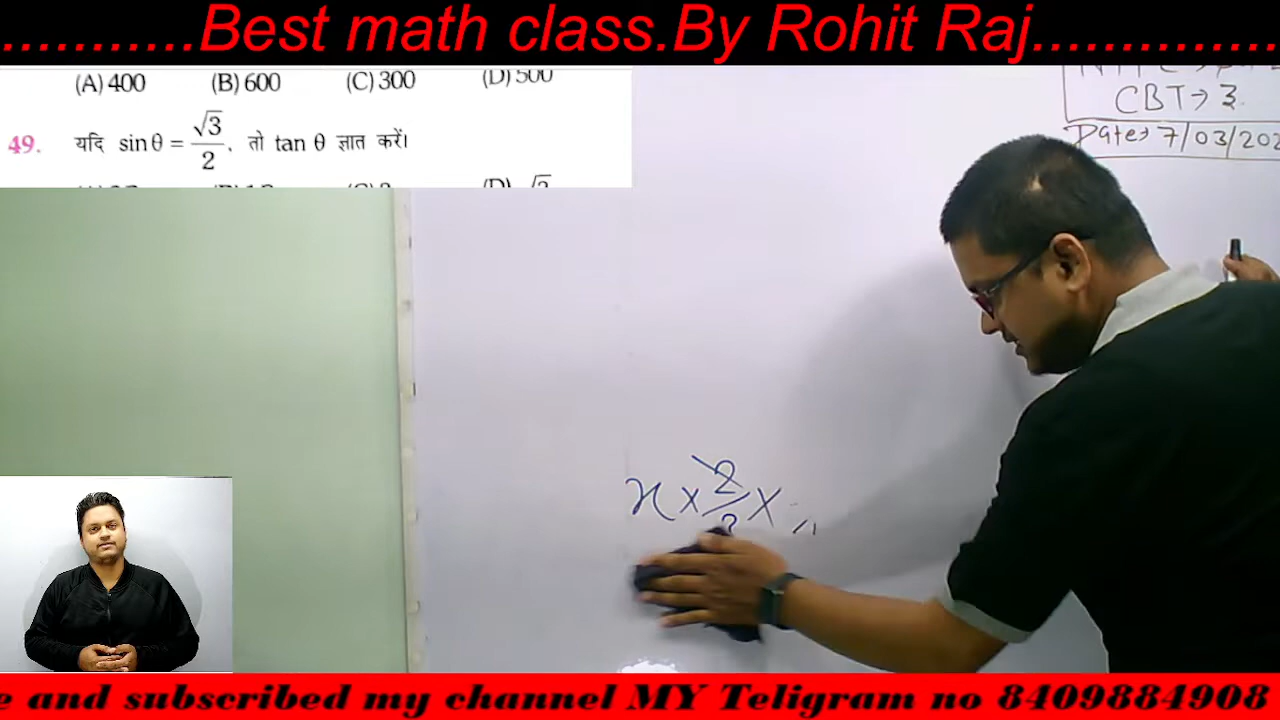 ...........Best math class.By Rohit Raj..............
(A) 400 (B) 600 (C) 300 (D) 500
49. यदि sin θ = √3/2, तो tan θ ज्ञात करें।
(D) √3
CBT → 3
Date → 7/03/202
x × 2/3 ×
e and subscribed my channel MY Teligram no 8409884908